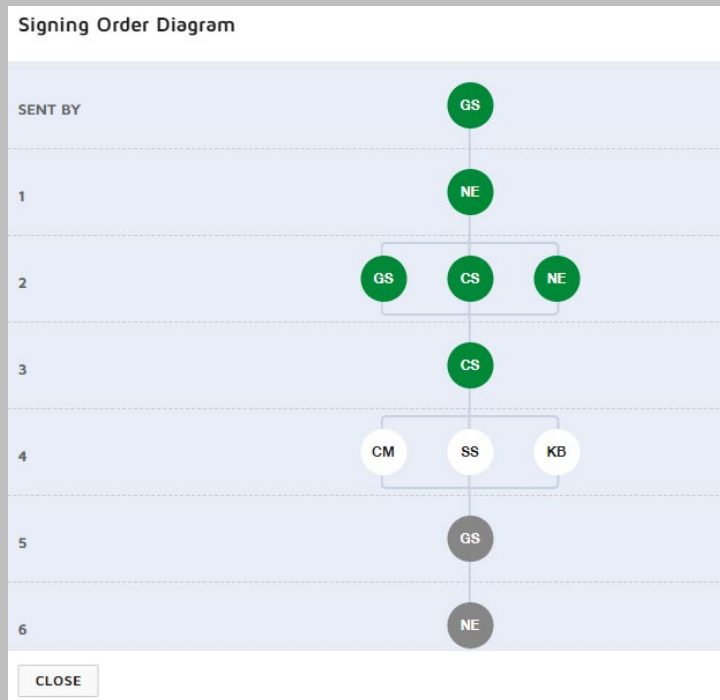 Signing Order Diagram
SENT BY GS
1 NE
2 GS CS NE
3 CS
4 CM SS KB
5 GS
6 NE
CLOSE